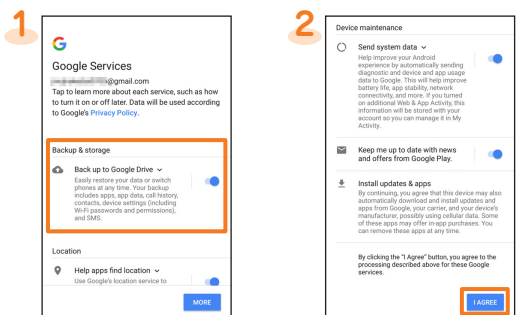 1
G
Google Services
@gmail.com
Tap to learn more about each service, such as how
to turn it on or off later. Data will be used according
to Google's Privacy Policy.
Backup & storage
Back up to Google Drive
Easily restore your data or switch
phones at any time. Your backup
includes apps, app data, call history,
contacts, device settings (including
Wi-Fi passwords and permissions),
and SMS.
Location
Help apps find location
Use Google's location service to
MORE
2
Device maintenance
Send system data
Help improve your Android
experience by automatically sending
diagnostic and device and app usage
data to Google. This will help improve
battery life, app stability, network
connectivity, and more. If you turned
on additional Web & App Activity, this
information will be stored with your
account so you can manage it in My
Activity.
Keep me up to date with news
and offers from Google Play.
Install updates & apps
By continuing, you agree that this device may also
automatically download and install updates and
apps from Google, your carrier, and your device's
manufacturer, possibly using cellular data. Some
of these apps may offer in-app purchases. You
can remove these apps at any time.
By clicking the "I Agree" button, you agree to the
processing described above for these Google
services.
I AGREE